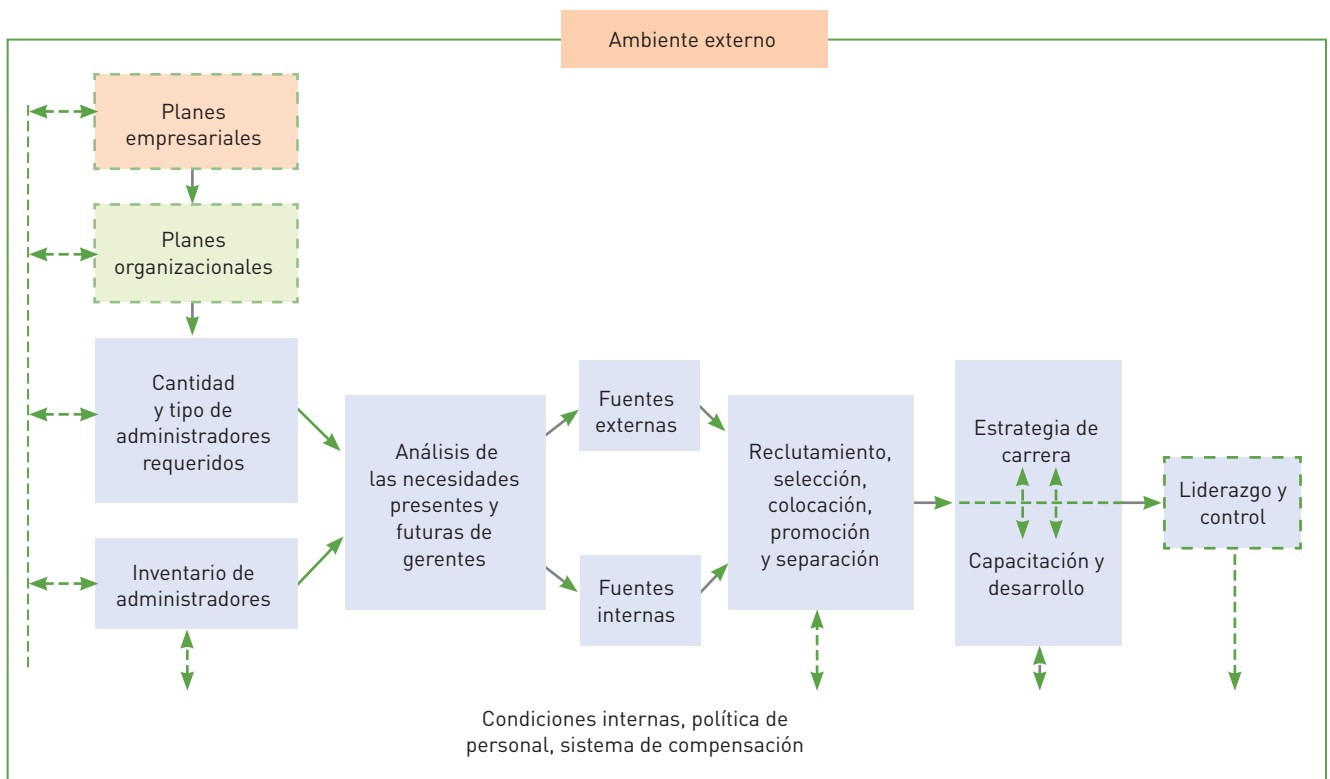 Ambiente externo
Planes
empresariales
Planes
organizacionales
Cantidad
y tipo de
administradores
requeridos
Inventario de
administradores
Análisis de
las necesidades
presentes y
futuras de
gerentes
Fuentes
externas
Fuentes
internas
Reclutamiento,
selección,
colocación,
promoción
y separación
Estrategia de
carrera
Capacitación y
desarrollo
Liderazgo y
control
Condiciones internas, política de
personal, sistema de compensación